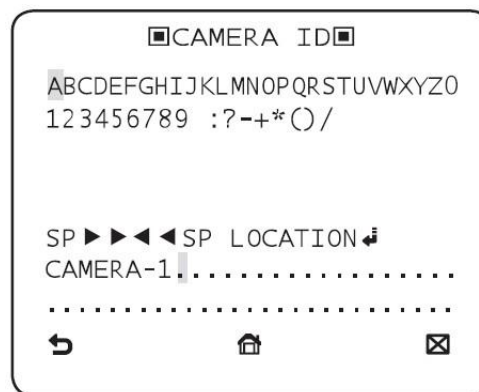 ▣CAMERA ID▣
ABCDEFGHIJKLMNOPQRSTUVWXYZ0
123456789 :?-+*()/
SP►►◄◄SP LOCATION↲
CAMERA-1..................
...........................